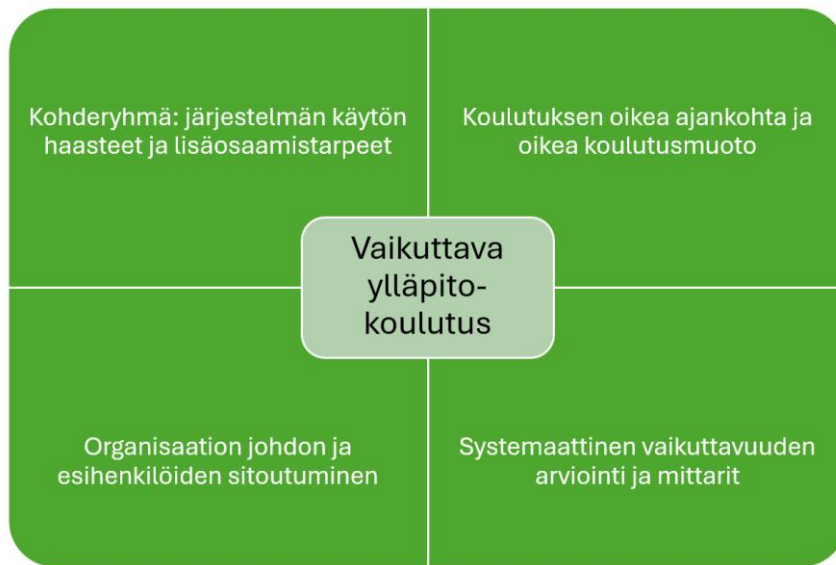 Kohderyhmä: järjestelmän käytön
haasteet ja lisäosaamistarpeet
Koulutuksen oikea ajankohta ja
oikea koulutusmuoto
Vaikuttava
ylläpito-
koulutus
Organisaation johdon ja
esihenkilöiden sitoutuminen
Systemaattinen vaikuttavuuden
arviointi ja mittarit